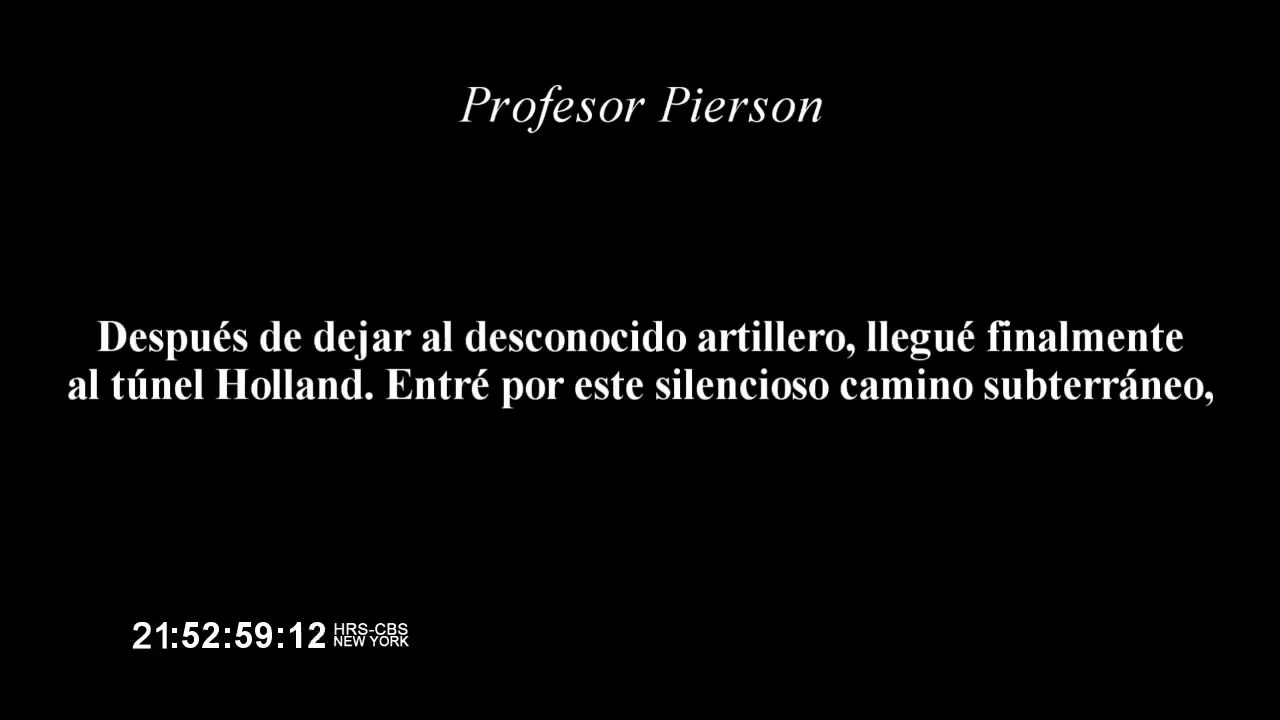 Profesor Pierson
Después de dejar al desconocido artillero, llegué finalmente
al túnel Holland. Entré por este silencioso camino subterráneo,
21:52:59:12 HRS-CBS
NEW YORK